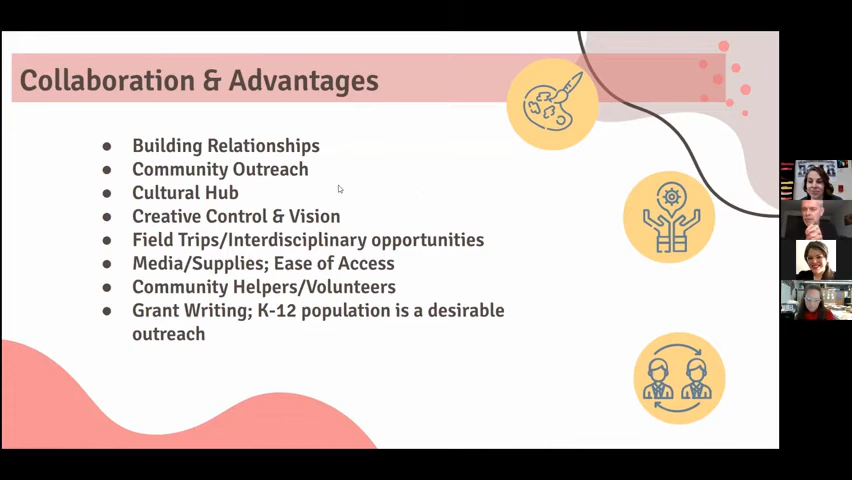 Collaboration & Advantages
● Building Relationships
● Community Outreach
● Cultural Hub
● Creative Control & Vision
● Field Trips/Interdisciplinary opportunities
● Media/Supplies; Ease of Access
● Community Helpers/Volunteers
● Grant Writing; K-12 population is a desirable
outreach